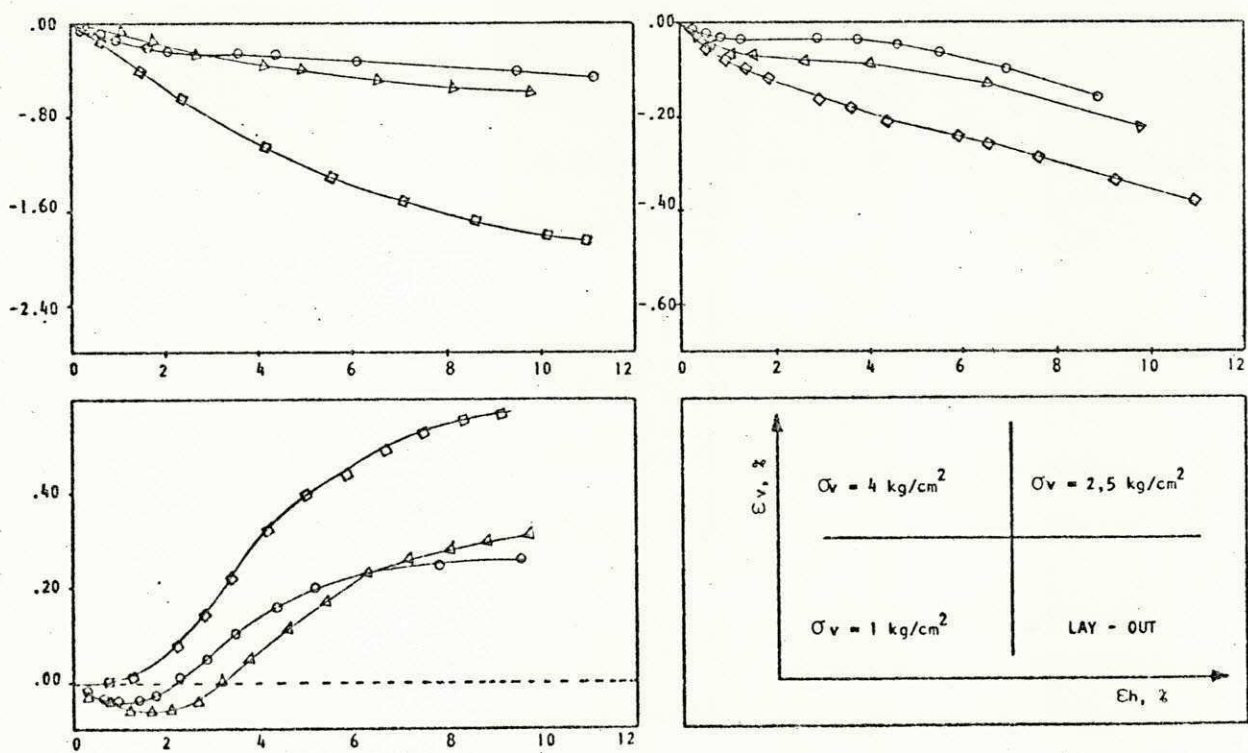 .00
-.80
-1.60
-2.40
0 2 4 6 8 10 12
.00
-.20
-.40
-.60
0 2 4 6 8 10 12
.40
.20
.00
0 2 4 6 8 10 12
εv, %
σv = 4 kg/cm²
σv = 2,5 kg/cm²
σv = 1 kg/cm²
LAY - OUT
εh, %